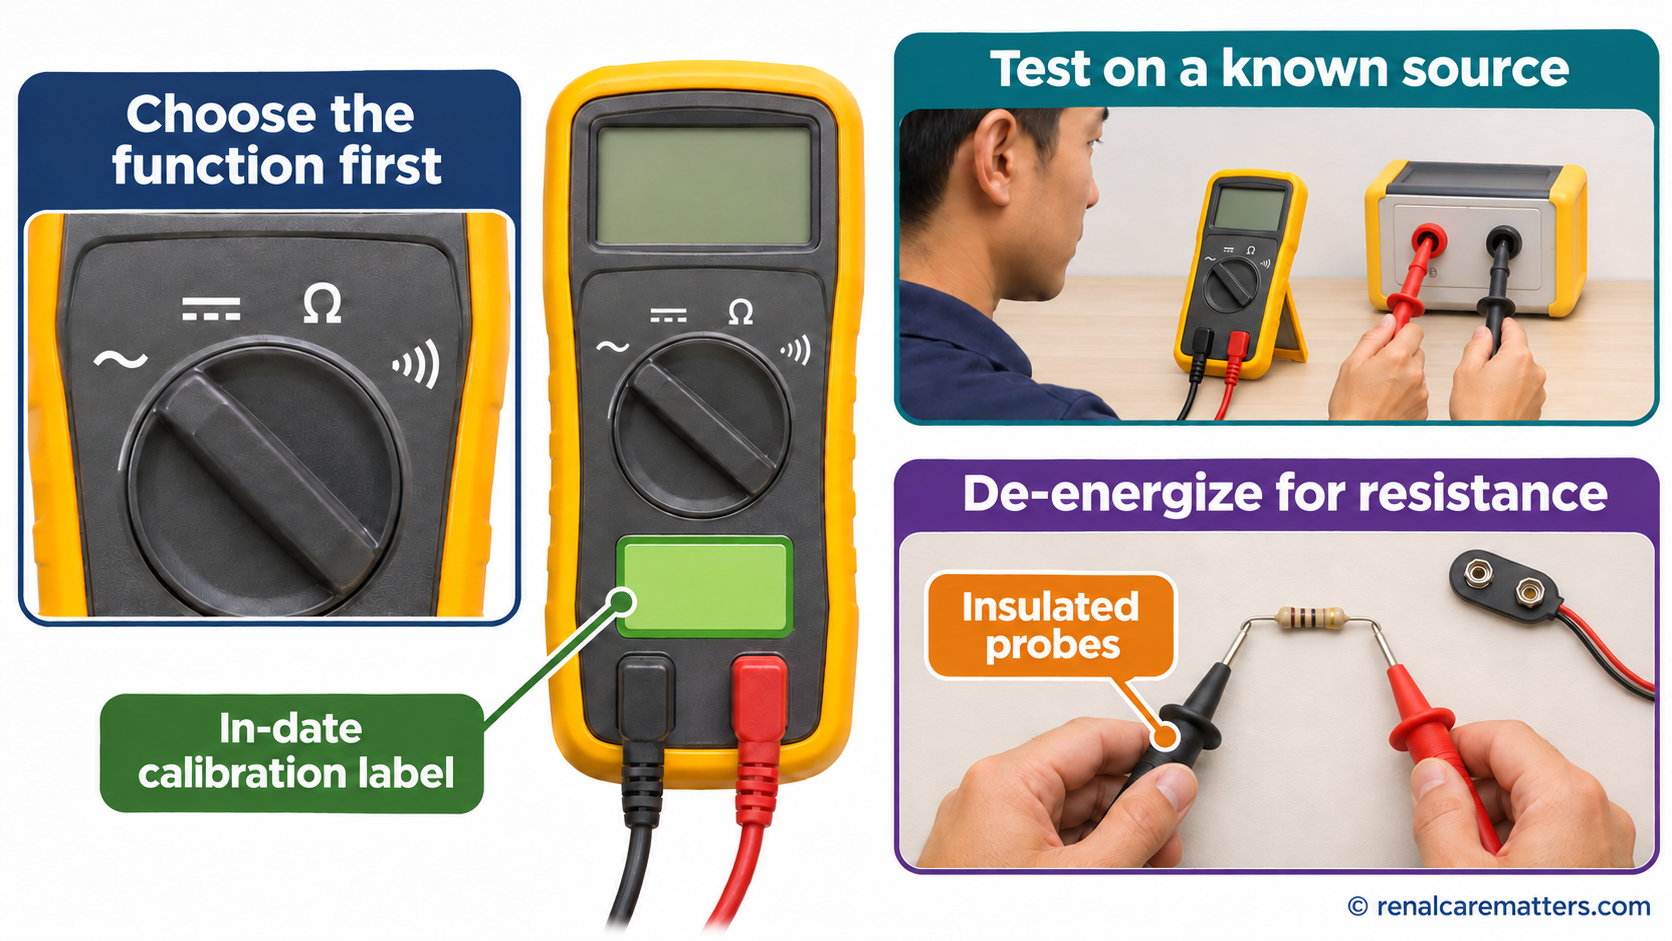 Choose the
function first
Ω
In-date
calibration label
Ω
Test on a known source
Ω
De-energize for resistance
Insulated
probes
© renalcarematters.com